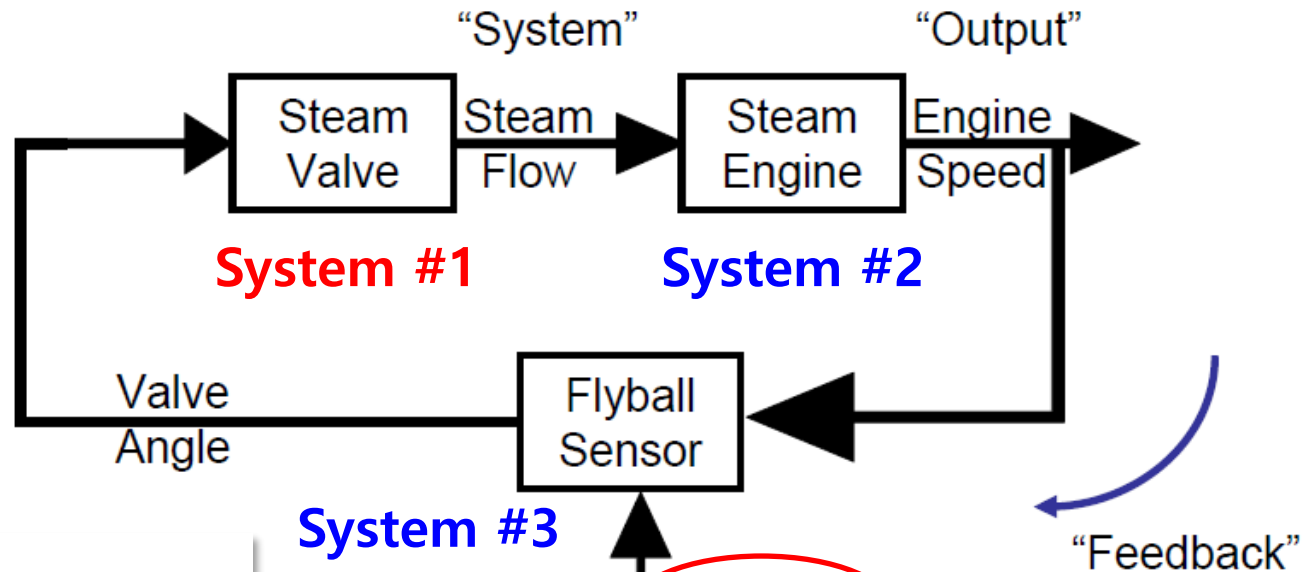 “System”
“Output”
Steam
Valve
Steam
Flow
Steam
Engine
Engine
Speed
System #1
System #2
Valve
Angle
Flyball
Sensor
System #3
“Feedback”